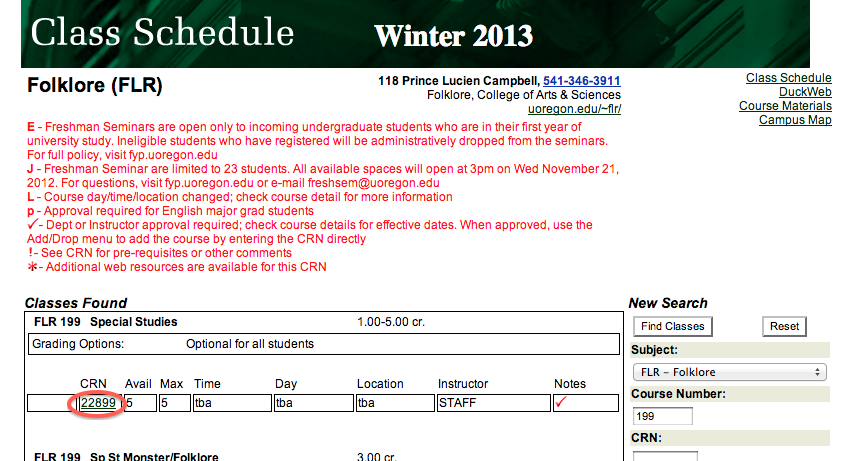 Class Schedule Winter 2013
Folklore (FLR)
118 Prince Lucien Campbell, 541-346-3911
Folklore, College of Arts & Sciences
uoregon.edu/~flr/
Class Schedule
DuckWeb
Course Materials
Campus Map
E - Freshman Seminars are open only to incoming undergraduate students who are in their first year of
university study. Ineligible students who have registered will be administratively dropped from the seminars.
For full policy, visit fyp.uoregon.edu
J - Freshman Seminar are limited to 23 students. All available spaces will open at 3pm on Wed November 21,
2012. For questions, visit fyp.uoregon.edu or e-mail freshsem@uoregon.edu
L - Course day/time/location changed; check course detail for more information
p - Approval required for English major grad students
✓- Dept or Instructor approval required; check course details for effective dates. When approved, use the
Add/Drop menu to add the course by entering the CRN directly
!- See CRN for pre-requisites or other comments
*- Additional web resources are available for this CRN
Classes Found
FLR 199 Special Studies 1.00-5.00 cr.
Grading Options: Optional for all students
CRN Avail Max Time Day Location Instructor Notes
22899 5 5 tba tba tba STAFF ✓
FLR 199 Sp St Monster/Folklore 3.00 cr.
New Search
Find Classes Reset
Subject:
FLR - Folklore
Course Number:
199
CRN: